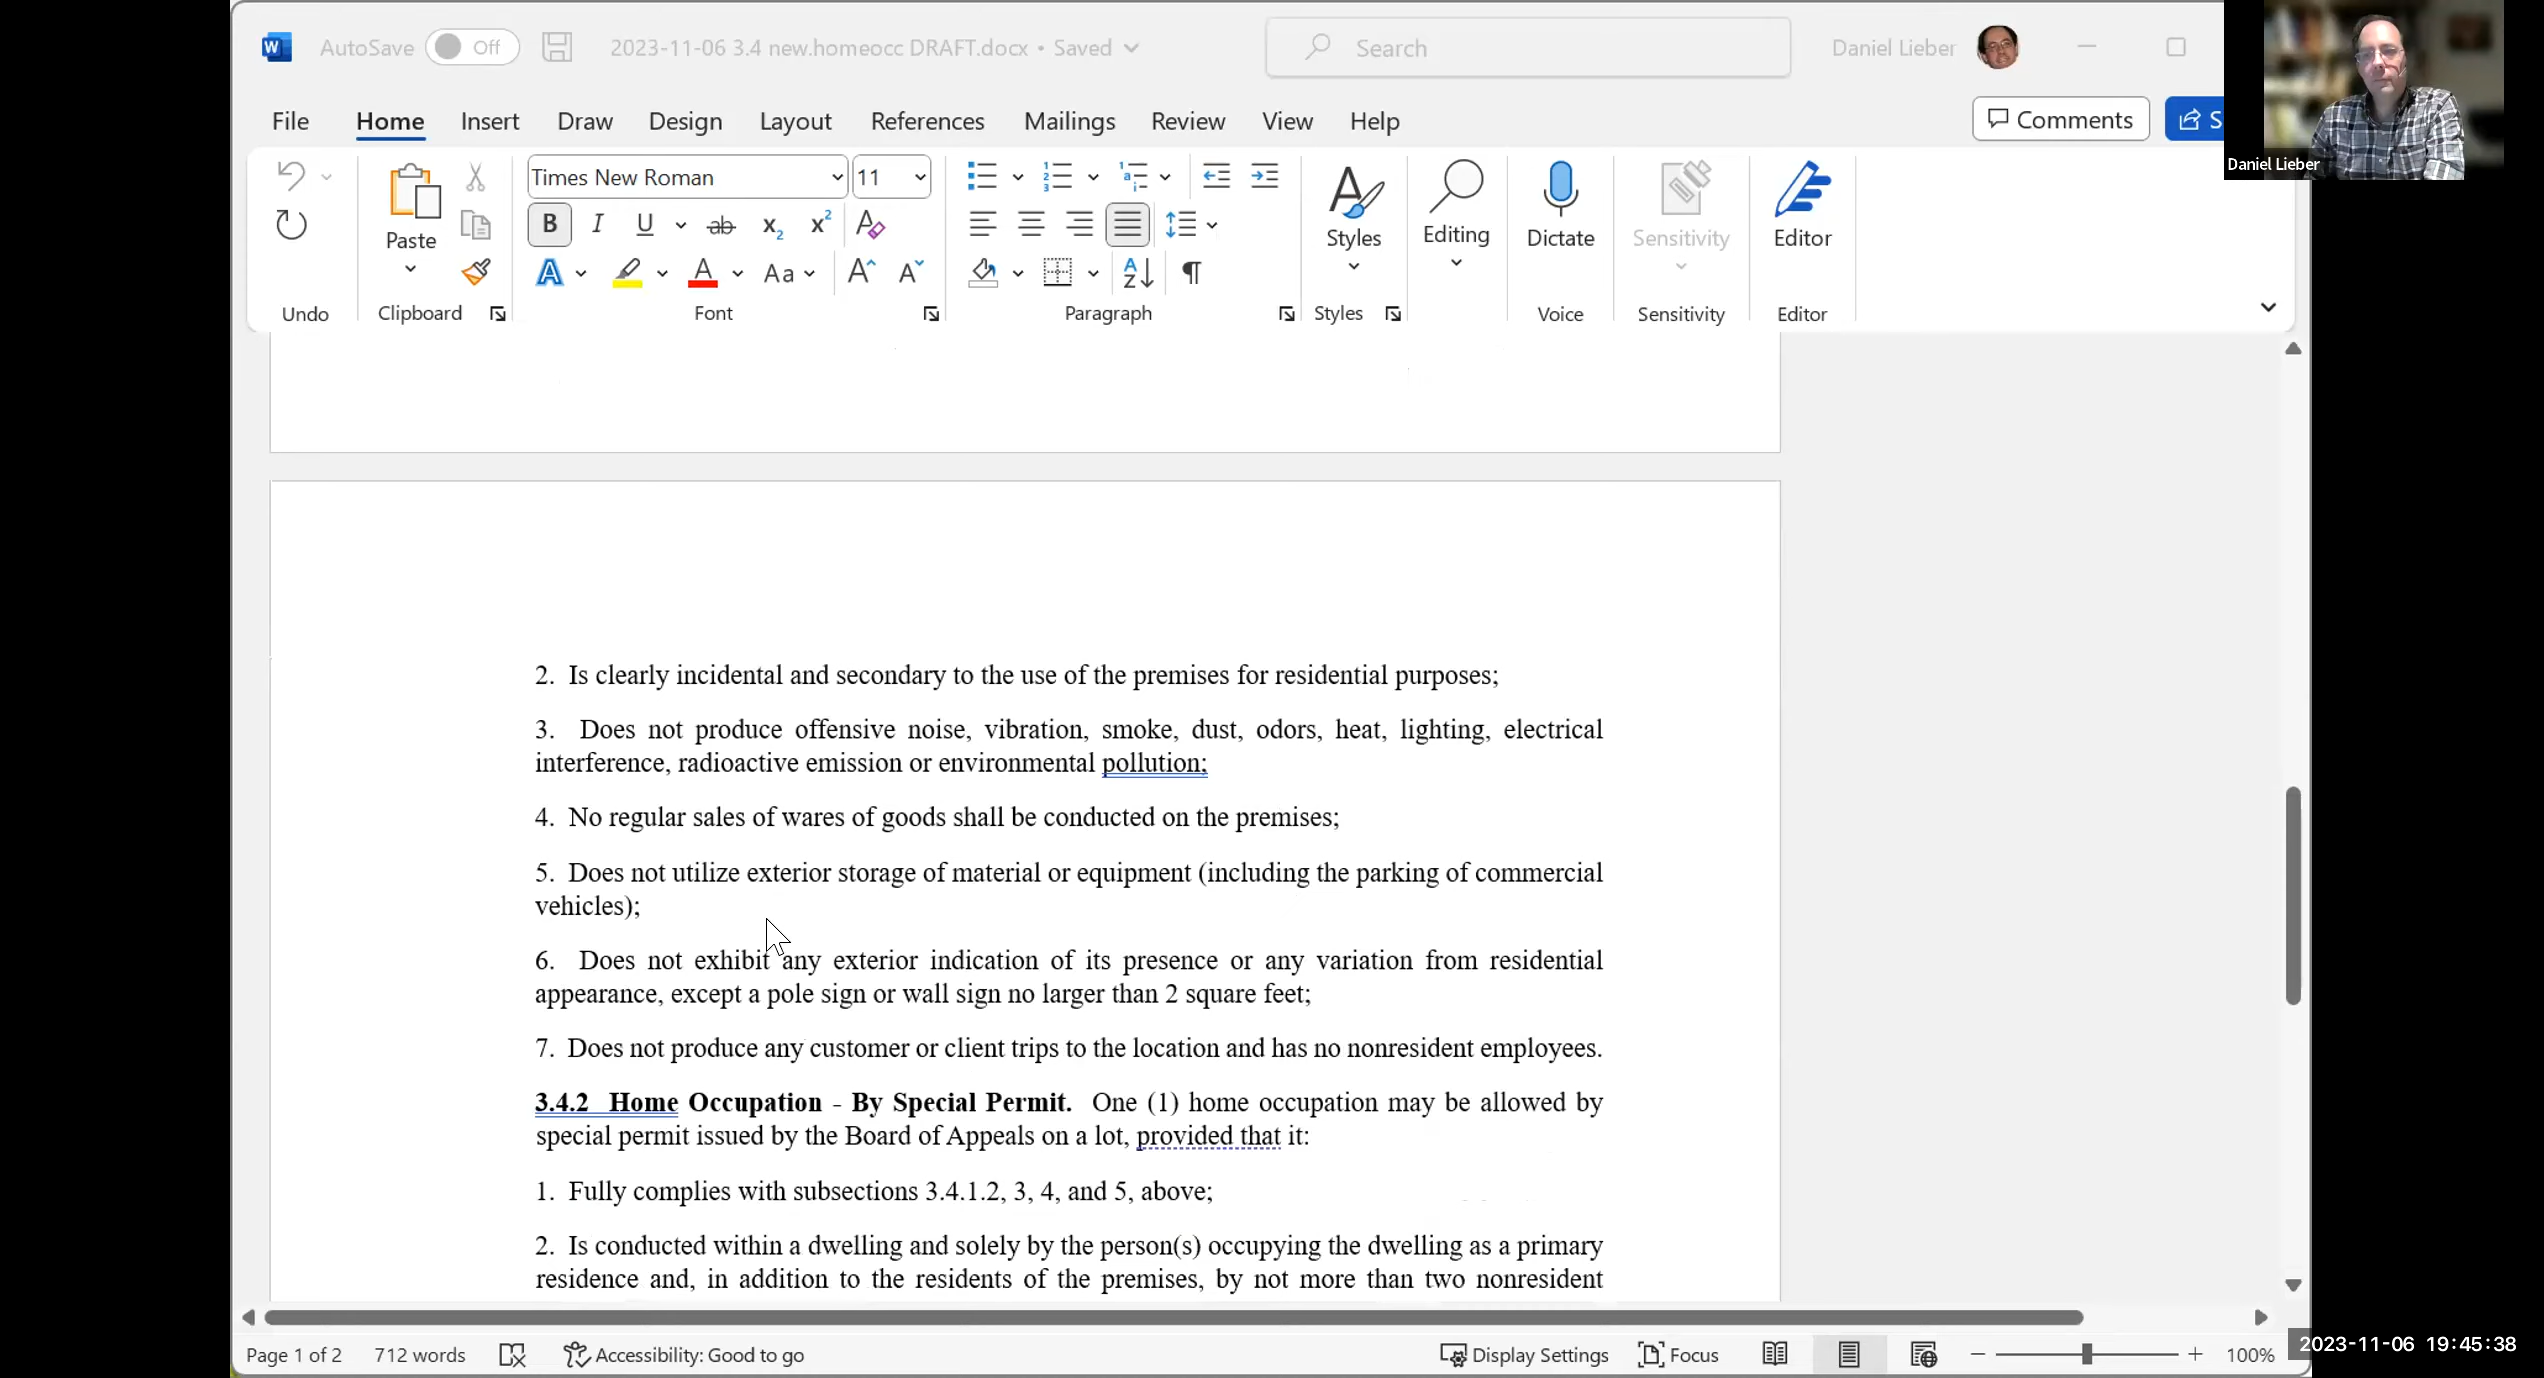 AutoSave Off 2023-11-06 3.4 new.homeocc DRAFT.docx • Saved Search Daniel Lieber
File Home Insert Draw Design Layout References Mailings Review View Help Comments S
Daniel Lieber
Times New Roman 11
Paste Styles Editing Dictate Sensitivity Editor
Undo Clipboard Font Paragraph Styles Voice Sensitivity Editor
2. Is clearly incidental and secondary to the use of the premises for residential purposes;
3. Does not produce offensive noise, vibration, smoke, dust, odors, heat, lighting, electrical
interference, radioactive emission or environmental pollution;
4. No regular sales of wares of goods shall be conducted on the premises;
5. Does not utilize exterior storage of material or equipment (including the parking of commercial
vehicles);
6. Does not exhibit any exterior indication of its presence or any variation from residential
appearance, except a pole sign or wall sign no larger than 2 square feet;
7. Does not produce any customer or client trips to the location and has no nonresident employees.
3.4.2 Home Occupation - By Special Permit. One (1) home occupation may be allowed by
special permit issued by the Board of Appeals on a lot, provided that it:
1. Fully complies with subsections 3.4.1.2, 3, 4, and 5, above;
2. Is conducted within a dwelling and solely by the person(s) occupying the dwelling as a primary
residence and, in addition to the residents of the premises, by not more than two nonresident
Page 1 of 2 712 words Accessibility: Good to go Display Settings Focus 100%
2023-11-06 19:45:38